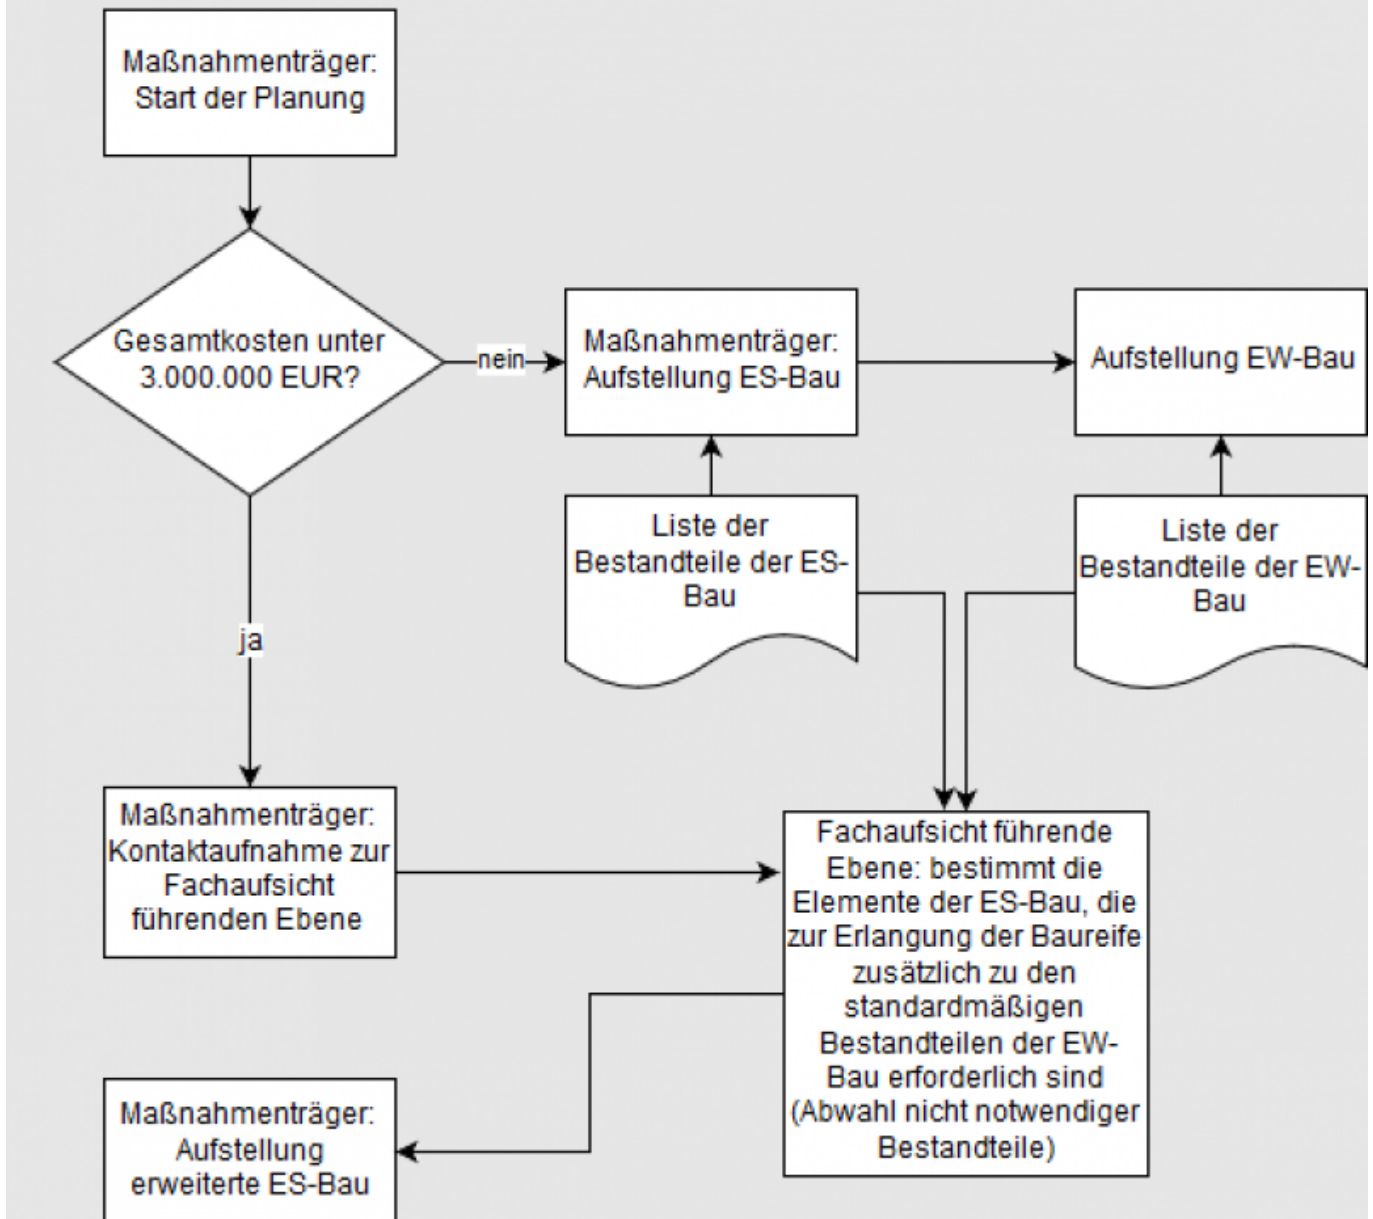 Maßnahmenträger:
Start der Planung
Gesamtkosten unter
3.000.000 EUR?
nein
Maßnahmenträger:
Aufstellung ES-Bau
Aufstellung EW-Bau
Liste der
Bestandteile der ES-
Bau
Liste der
Bestandteile der EW-
Bau
ja
Maßnahmenträger:
Kontaktaufnahme zur
Fachaufsicht
führenden Ebene
Fachaufsicht führende
Ebene: bestimmt die
Elemente der ES-Bau, die
zur Erlangung der Baureife
zusätzlich zu den
standardmäßigen
Bestandteilen der EW-
Bau erforderlich sind
(Abwahl nicht notwendiger
Bestandteile)
Maßnahmenträger:
Aufstellung
erweiterte ES-Bau